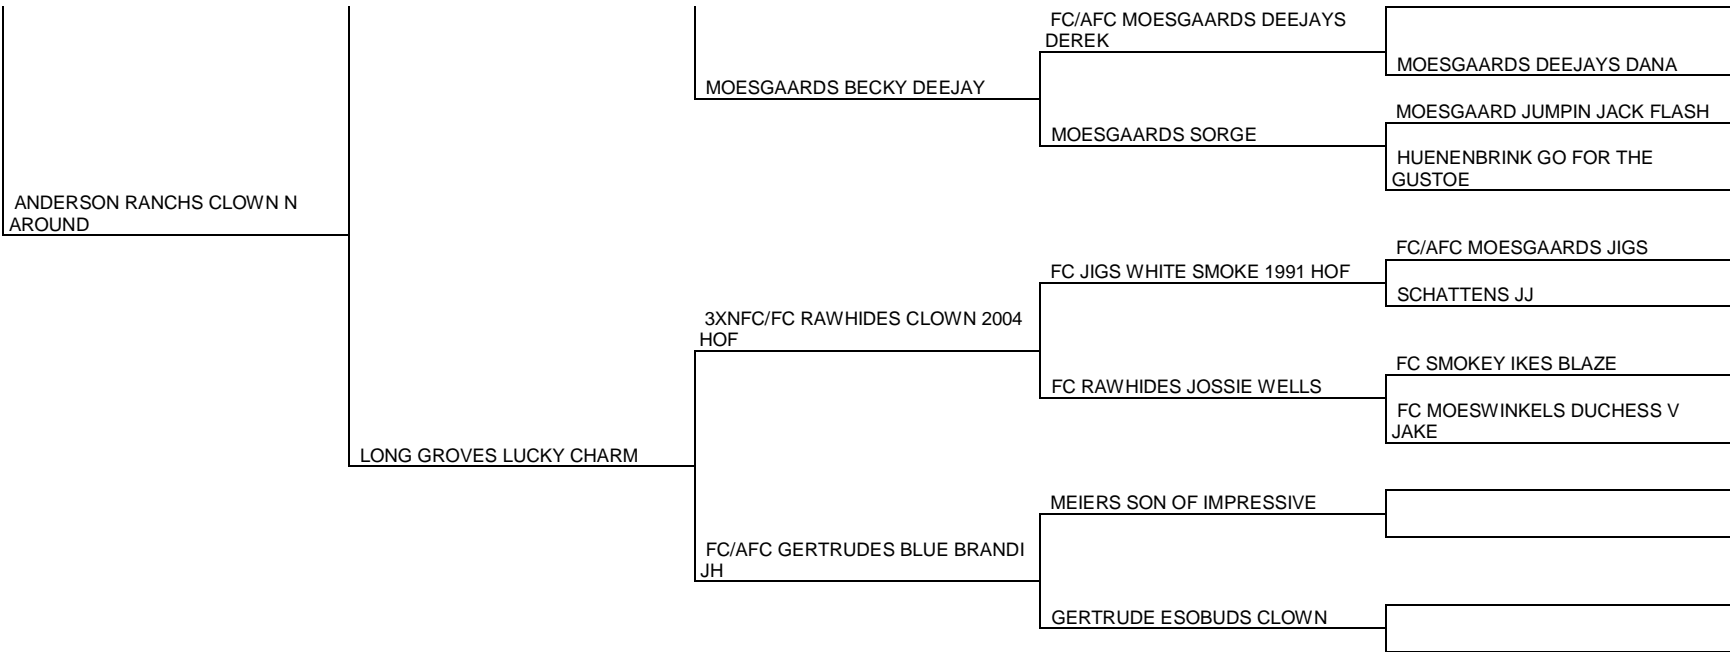 FC/AFC MOESGAARDS DEEJAYS
DEREK
MOESGAARDS DEEJAYS DANA
MOESGAARDS BECKY DEEJAY
MOESGAARD JUMPIN JACK FLASH
MOESGAARDS SORGE
HUENENBRINK GO FOR THE
GUSTOE
ANDERSON RANCHS CLOWN N
AROUND
FC/AFC MOESGAARDS JIGS
FC JIGS WHITE SMOKE 1991 HOF
SCHATTENS JJ
3XNFC/FC RAWHIDES CLOWN 2004
HOF
FC SMOKEY IKES BLAZE
FC RAWHIDES JOSSIE WELLS
FC MOESWINKELS DUCHESS V
JAKE
LONG GROVES LUCKY CHARM
MEIERS SON OF IMPRESSIVE
FC/AFC GERTRUDES BLUE BRANDI
JH
GERTRUDE ESOBUDS CLOWN